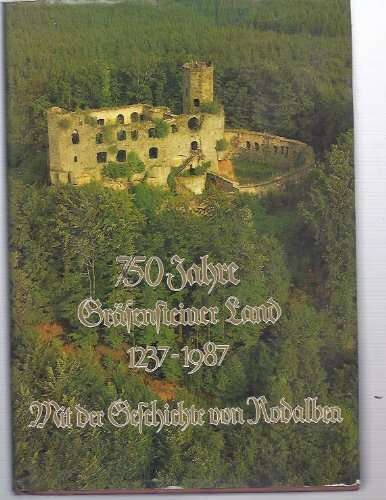 750 Jahre
Gräfensteiner Land
1237-1987
Mit der Geschichte von Rodalben